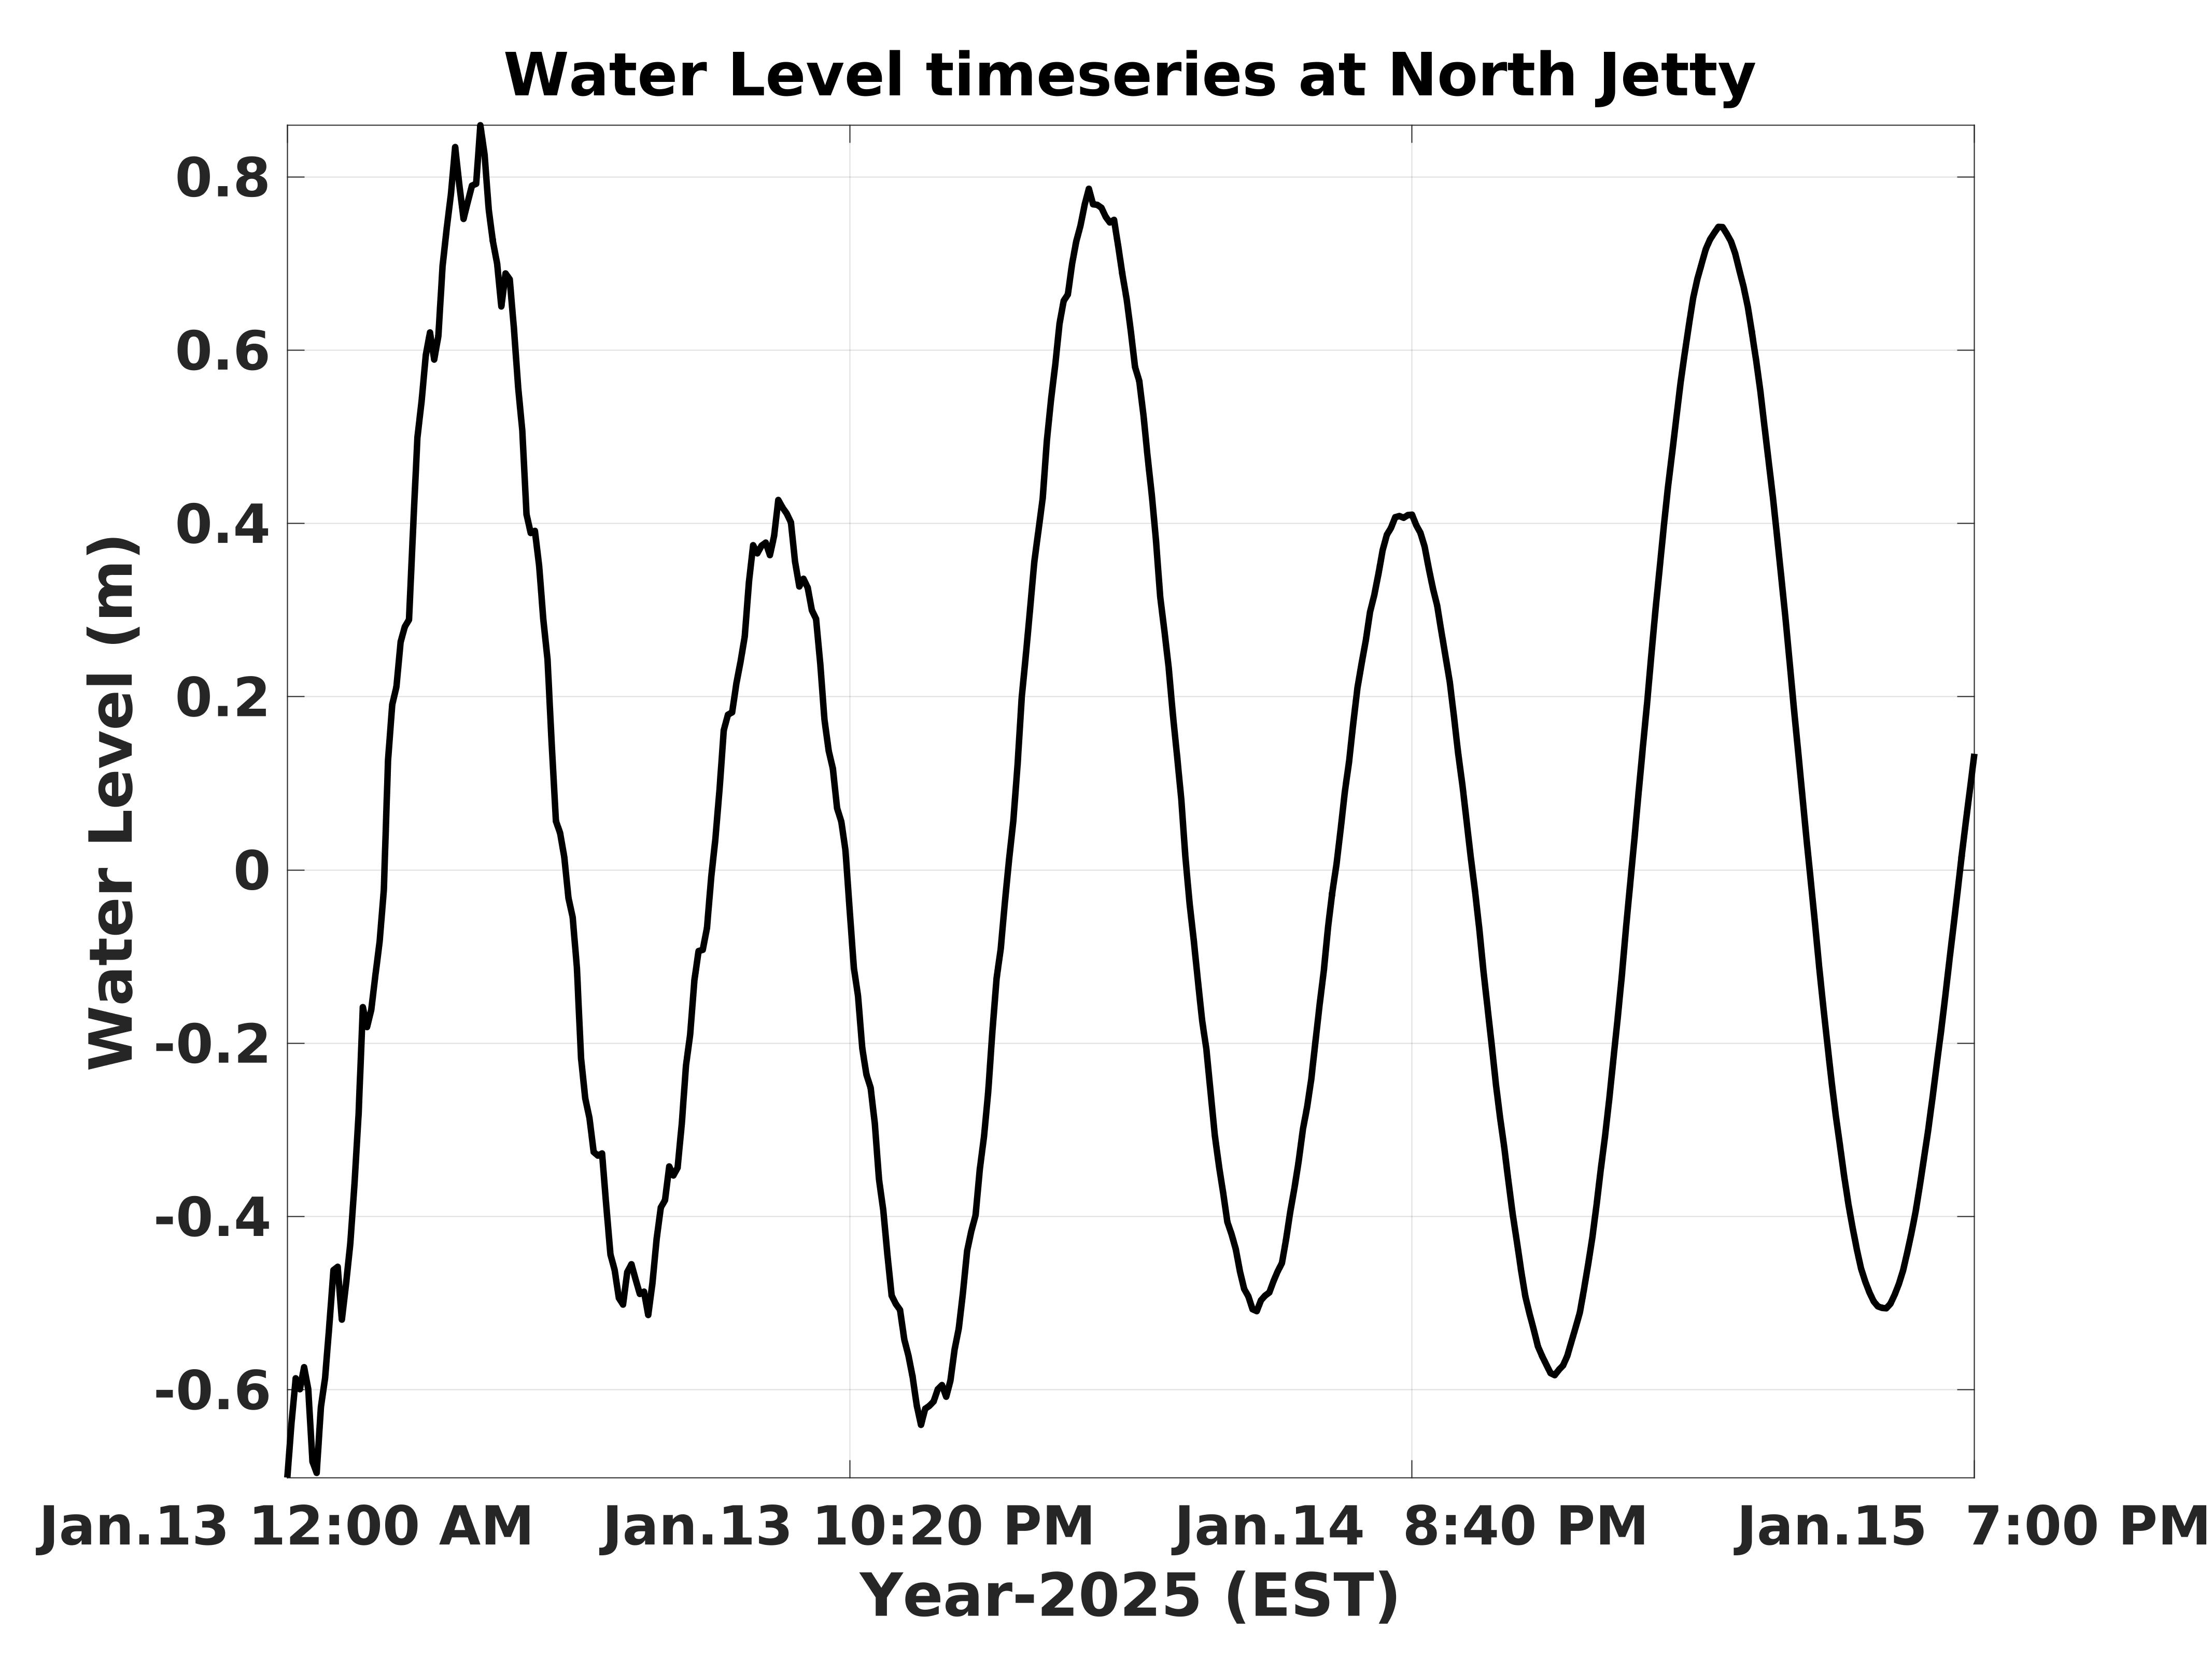 Water Level timeseries at North Jetty
Water Level (m)
0.8
0.6
0.4
0.2
0
-0.2
-0.4
-0.6
Jan.13 12:00 AM Jan.13 10:20 PM Jan.14 8:40 PM Jan.15 7:00 PM
Year-2025 (EST)